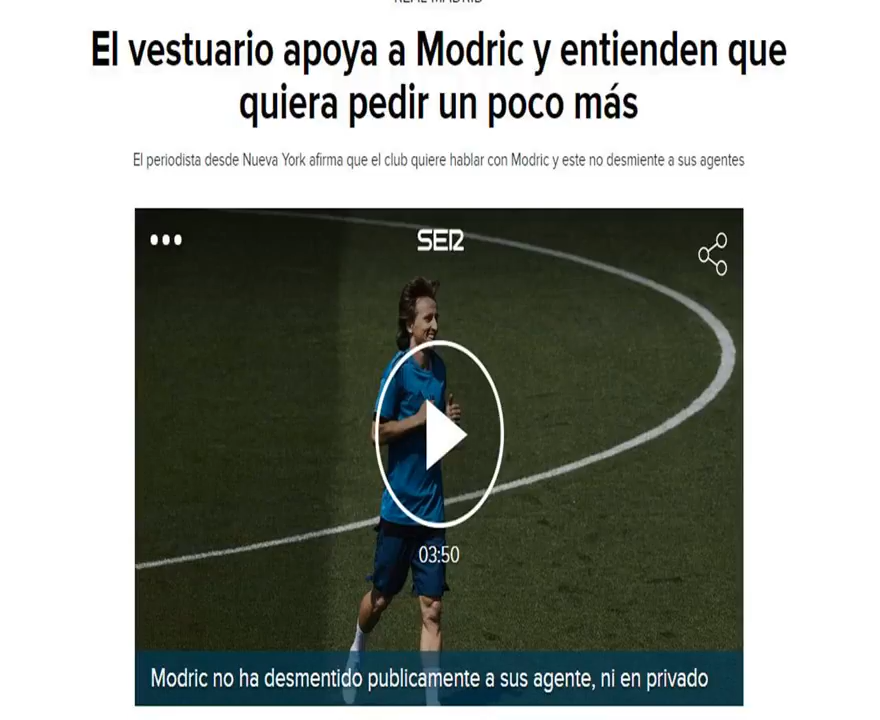 REAL MADRID
El vestuario apoya a Modric y entienden que
quiera pedir un poco más
El periodista desde Nueva York afirma que el club quiere hablar con Modric y este no desmiente a sus agentes
SER
03:50
Modric no ha desmentido publicamente a sus agente, ni en privado